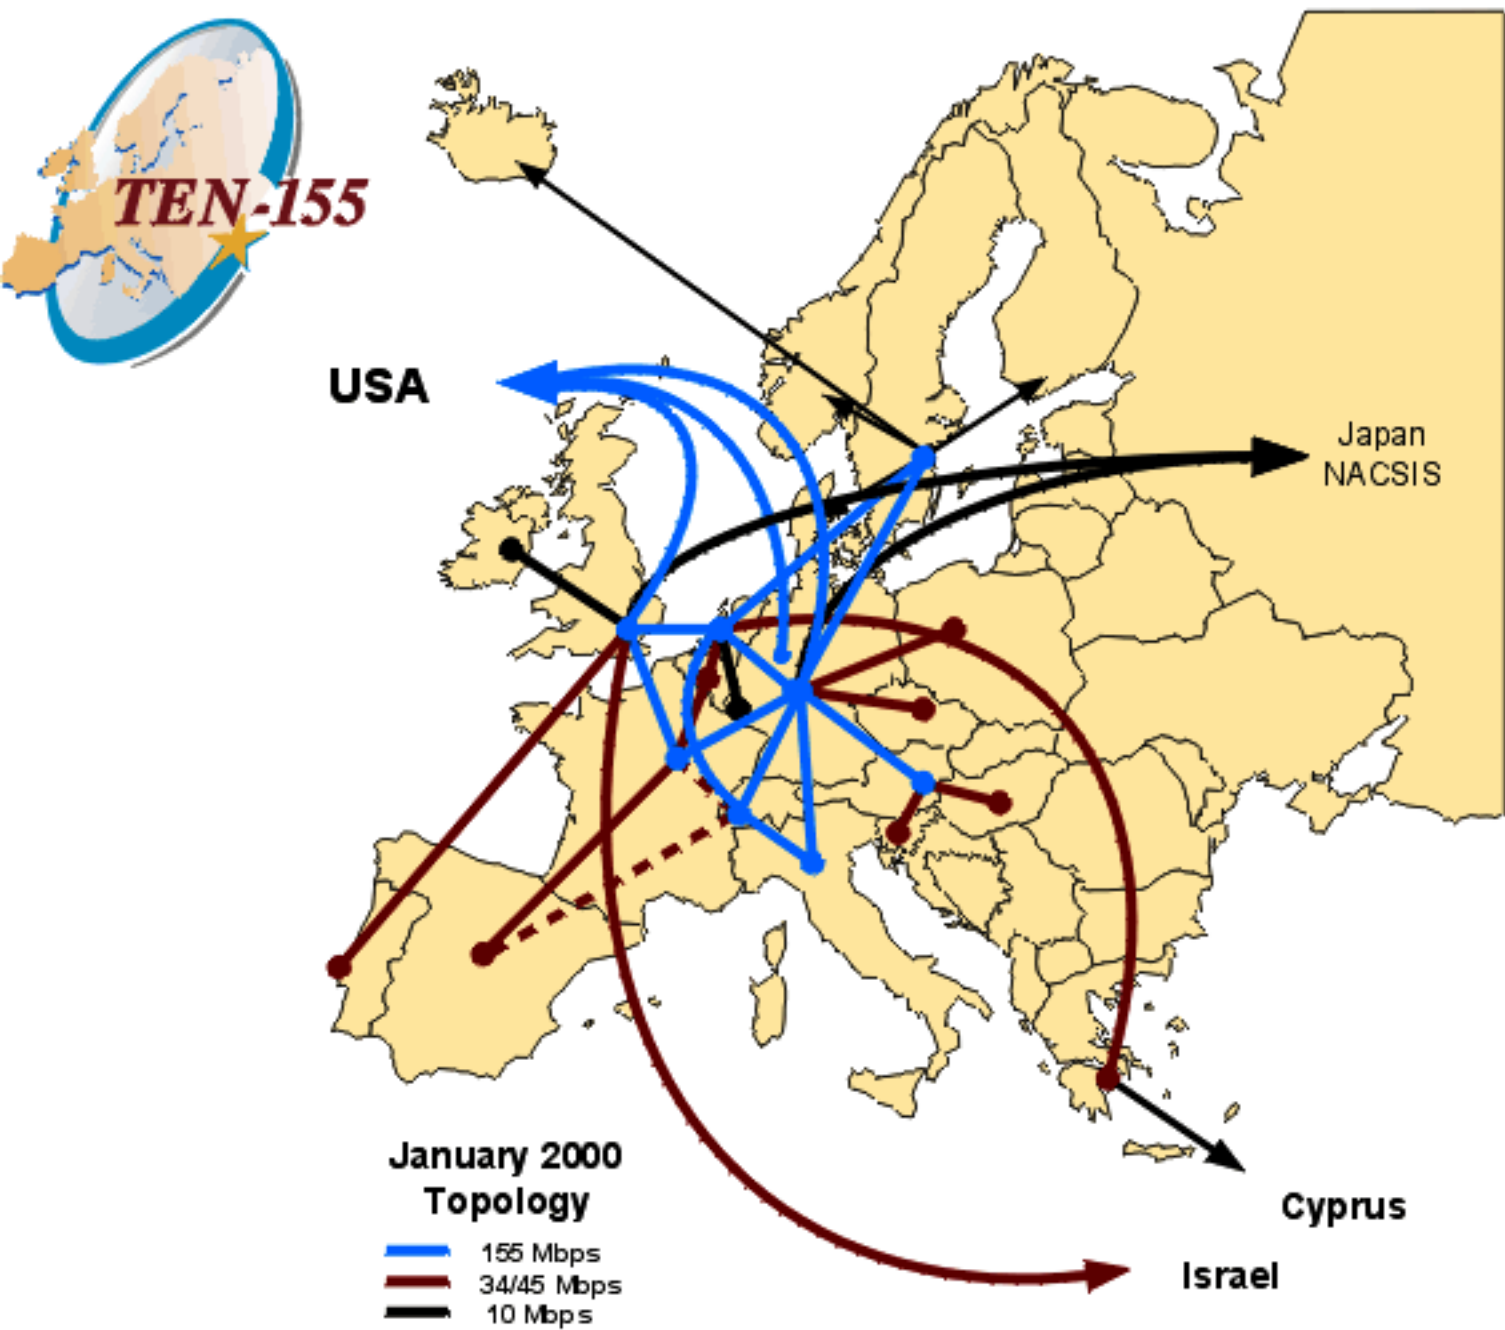 TEN-155
USA
Japan
NACSIS
January 2000
Topology
155 Mbps
34/45 Mbps
10 Mbps
Cyprus
Israel